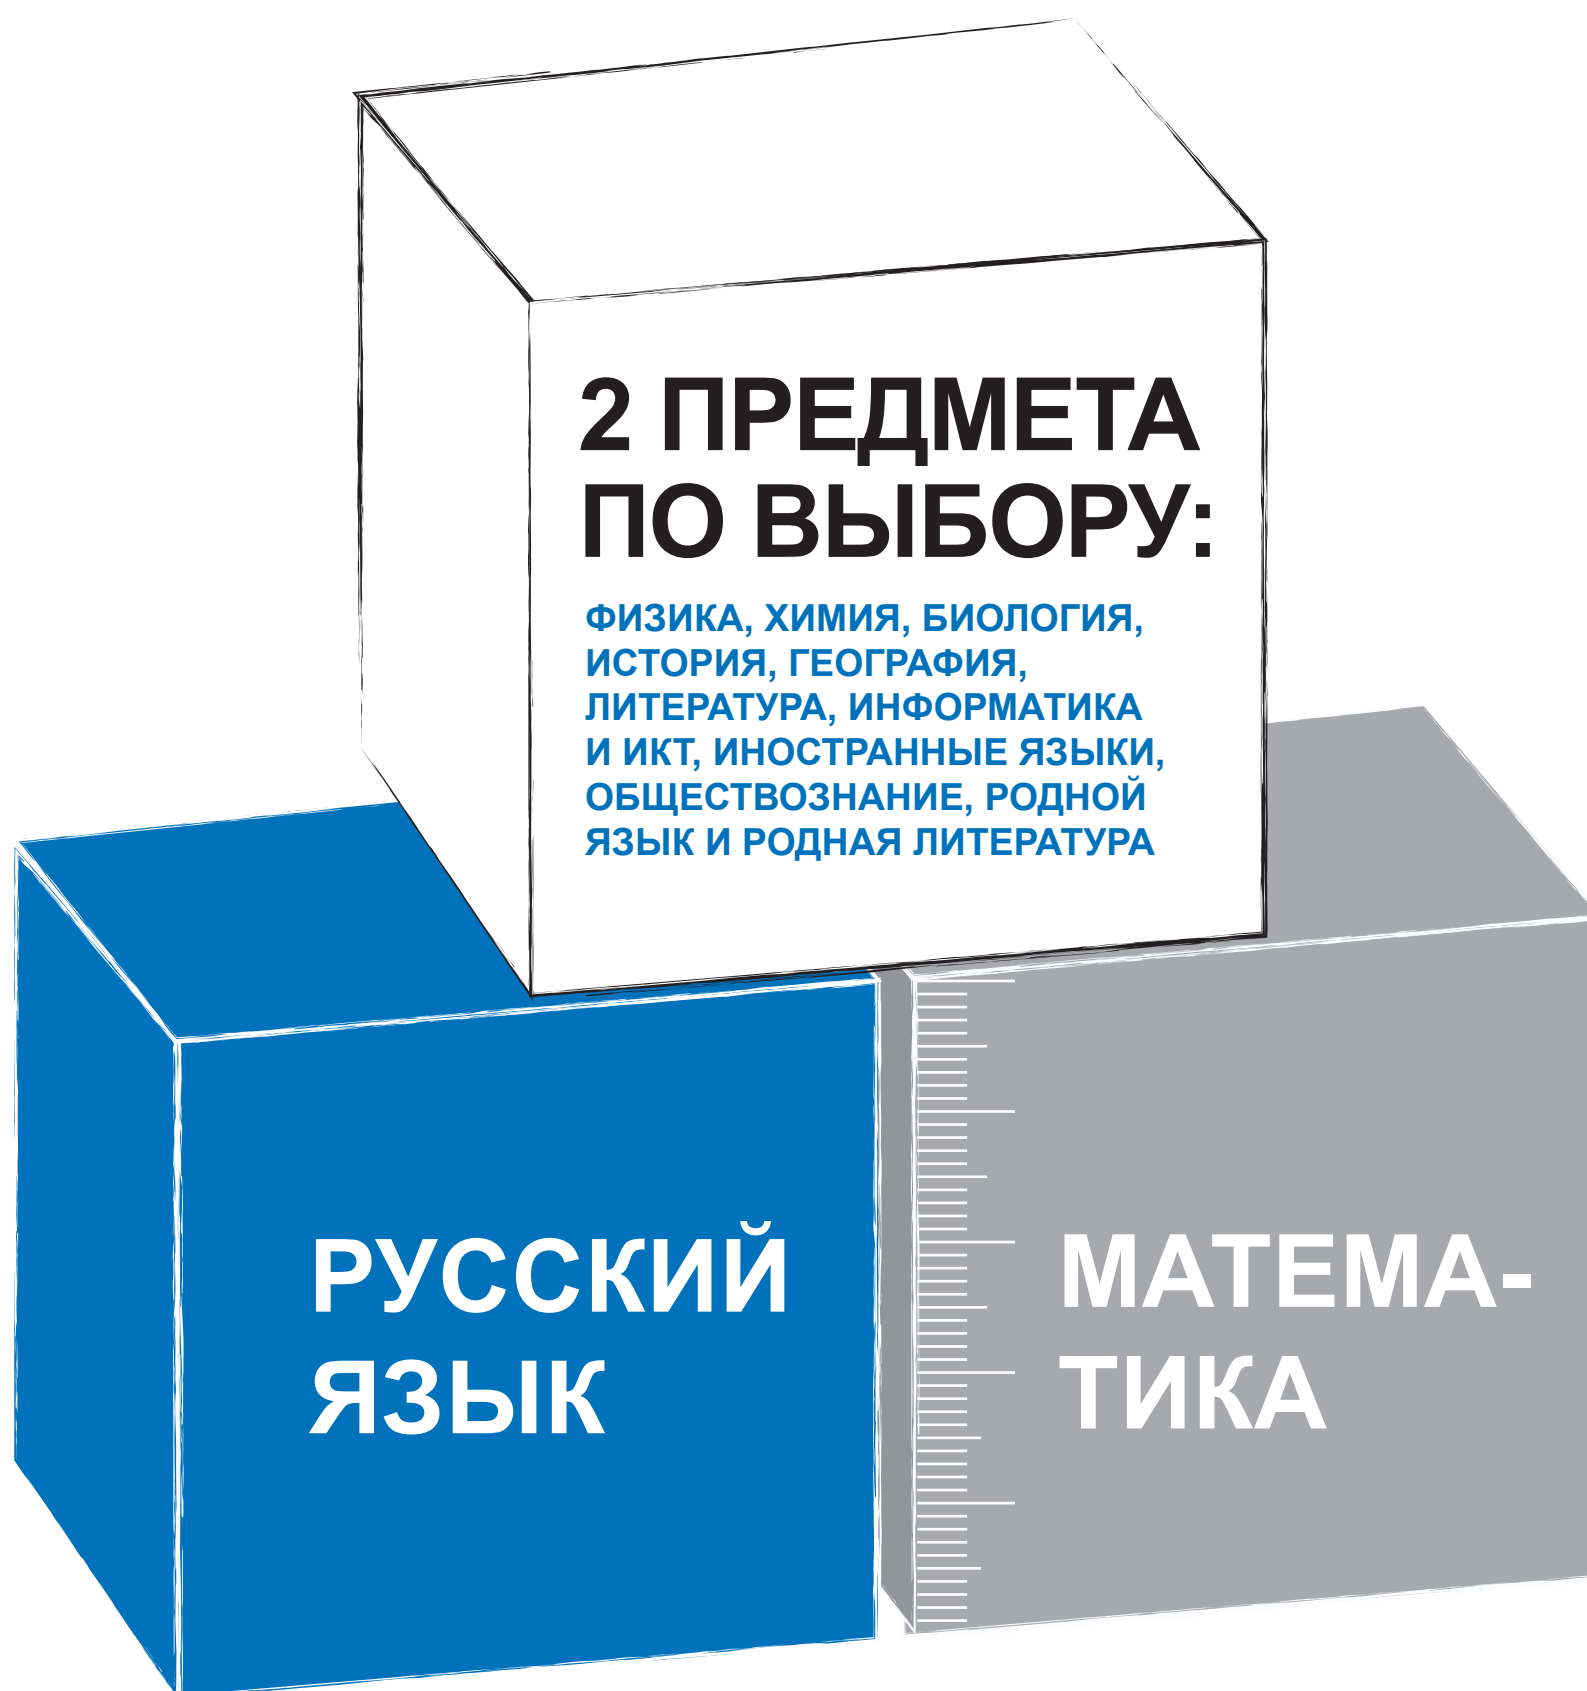 2 ПРЕДМЕТА
ПО ВЫБОРУ:
ФИЗИКА, ХИМИЯ, БИОЛОГИЯ,
ИСТОРИЯ, ГЕОГРАФИЯ,
ЛИТЕРАТУРА, ИНФОРМАТИКА
И ИКТ, ИНОСТРАННЫЕ ЯЗЫКИ,
ОБЩЕСТВОЗНАНИЕ, РОДНОЙ
ЯЗЫК И РОДНАЯ ЛИТЕРАТУРА
РУССКИЙ
ЯЗЫК
МАТЕМА-
ТИКА